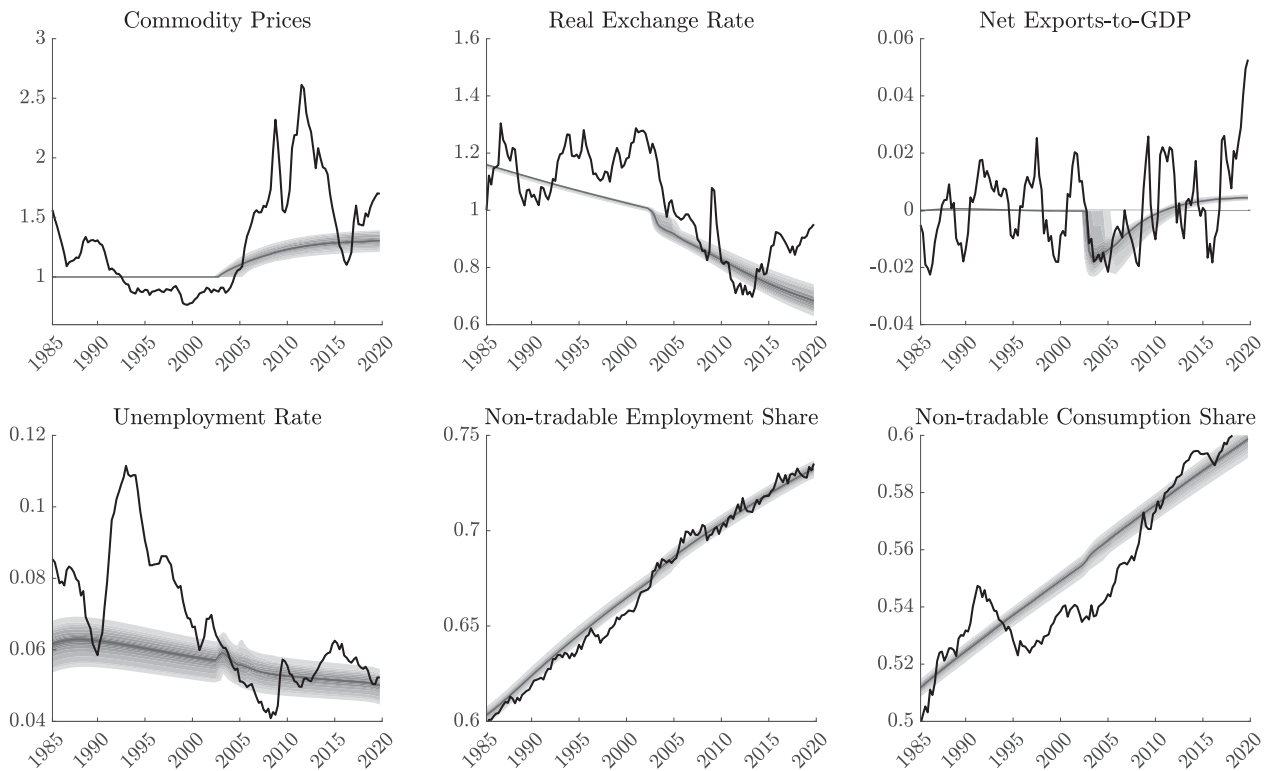 Commodity Prices
3
2.5
2
1.5
1
1985 1990 1995 2000 2005 2010 2015 2020
Real Exchange Rate
1.6
1.4
1.2
1
0.8
0.6
1985 1990 1995 2000 2005 2010 2015 2020
Net Exports-to-GDP
0.06
0.04
0.02
0
-0.02
-0.04
1985 1990 1995 2000 2005 2010 2015 2020
Unemployment Rate
0.12
0.1
0.08
0.06
0.04
1985 1990 1995 2000 2005 2010 2015 2020
Non-tradable Employment Share
0.75
0.7
0.65
0.6
1985 1990 1995 2000 2005 2010 2015 2020
Non-tradable Consumption Share
0.6
0.58
0.56
0.54
0.52
0.5
1985 1990 1995 2000 2005 2010 2015 2020